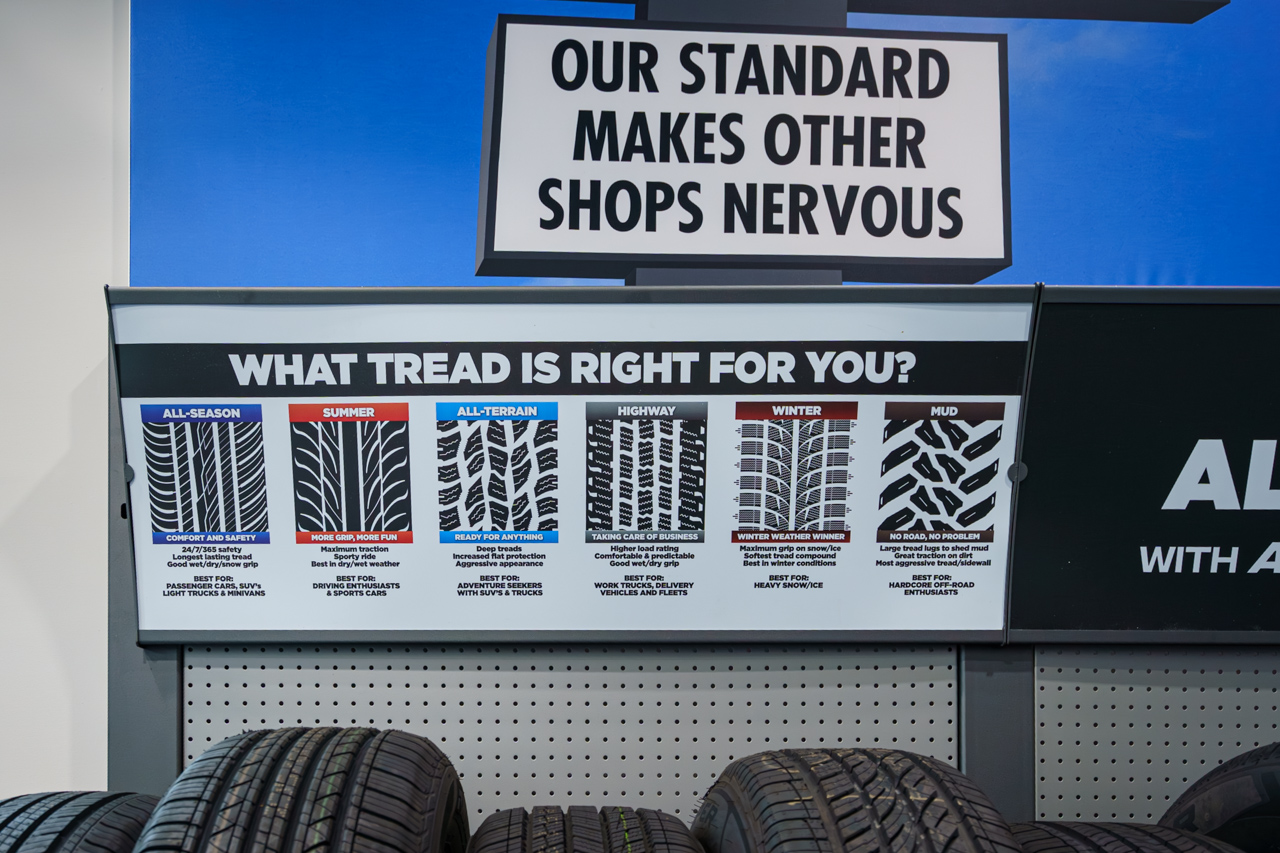 OUR STANDARD
MAKES OTHER
SHOPS NERVOUS
WHAT TREAD IS RIGHT FOR YOU?
ALL-SEASON
COMFORT AND SAFETY
24/7/365 safety
Longest lasting tread
Good wet/dry/snow grip
BEST FOR:
PASSENGER CARS, SUV'S
LIGHT TRUCKS & MINIVANS
SUMMER
MORE GRIP, MORE FUN
Maximum traction
Sporty ride
Best in dry/wet weather
BEST FOR:
DRIVING ENTHUSIASTS
& SPORTS CARS
ALL-TERRAIN
READY FOR ANYTHING
Deep treads
Increased flat protection
Aggressive appearance
BEST FOR:
ADVENTURE SEEKERS
WITH SUV'S & TRUCKS
HIGHWAY
TAKING CARE OF BUSINESS
Higher load rating
Comfortable & predictable
Good wet/dry grip
BEST FOR:
WORK TRUCKS, DELIVERY
VEHICLES AND FLEETS
WINTER
WINTER WEATHER WINNER
Maximum grip on snow/ice
Softest tread compound
Best in winter conditions
BEST FOR:
HEAVY SNOW/ICE
MUD
NO ROAD, NO PROBLEM
Large tread lugs to shed mud
Great traction on dirt
Most aggressive tread/sidewall
BEST FOR:
HARDCORE OFF-ROAD
ENTHUSIASTS
AL
WITH A